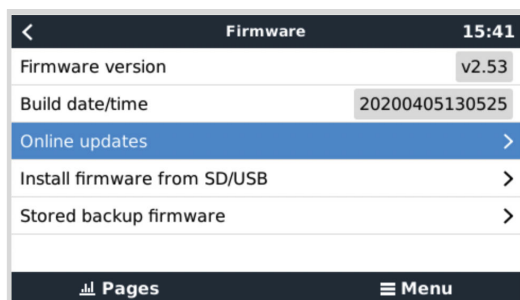 Firmware 15:41
Firmware version v2.53
Build date/time 20200405130525
Online updates
Install firmware from SD/USB
Stored backup firmware
Pages Menu